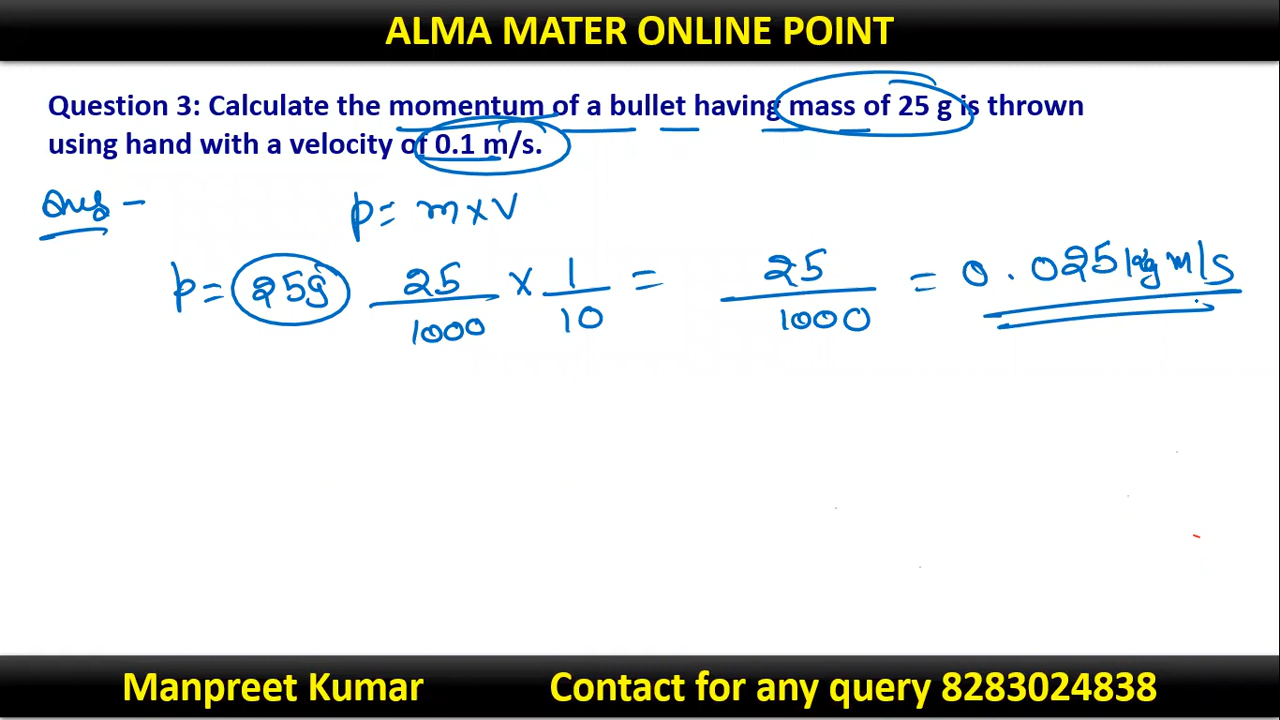 ALMA MATER ONLINE POINT
Question 3: Calculate the momentum of a bullet having mass of 25 g is thrown
using hand with a velocity of 0.1 m/s.
Ans - p = m x v
p = 25g 25/1000 x 1/10 = 25/1000 = 0.025 kg m/s
Manpreet Kumar Contact for any query 8283024838